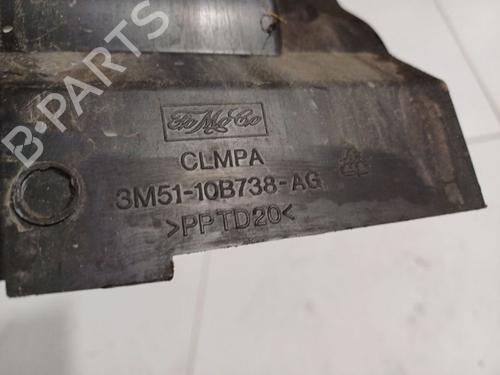 B-PARTS
FoMoCo
CLMPA
3M51-10B738-AG
>PPTD20<